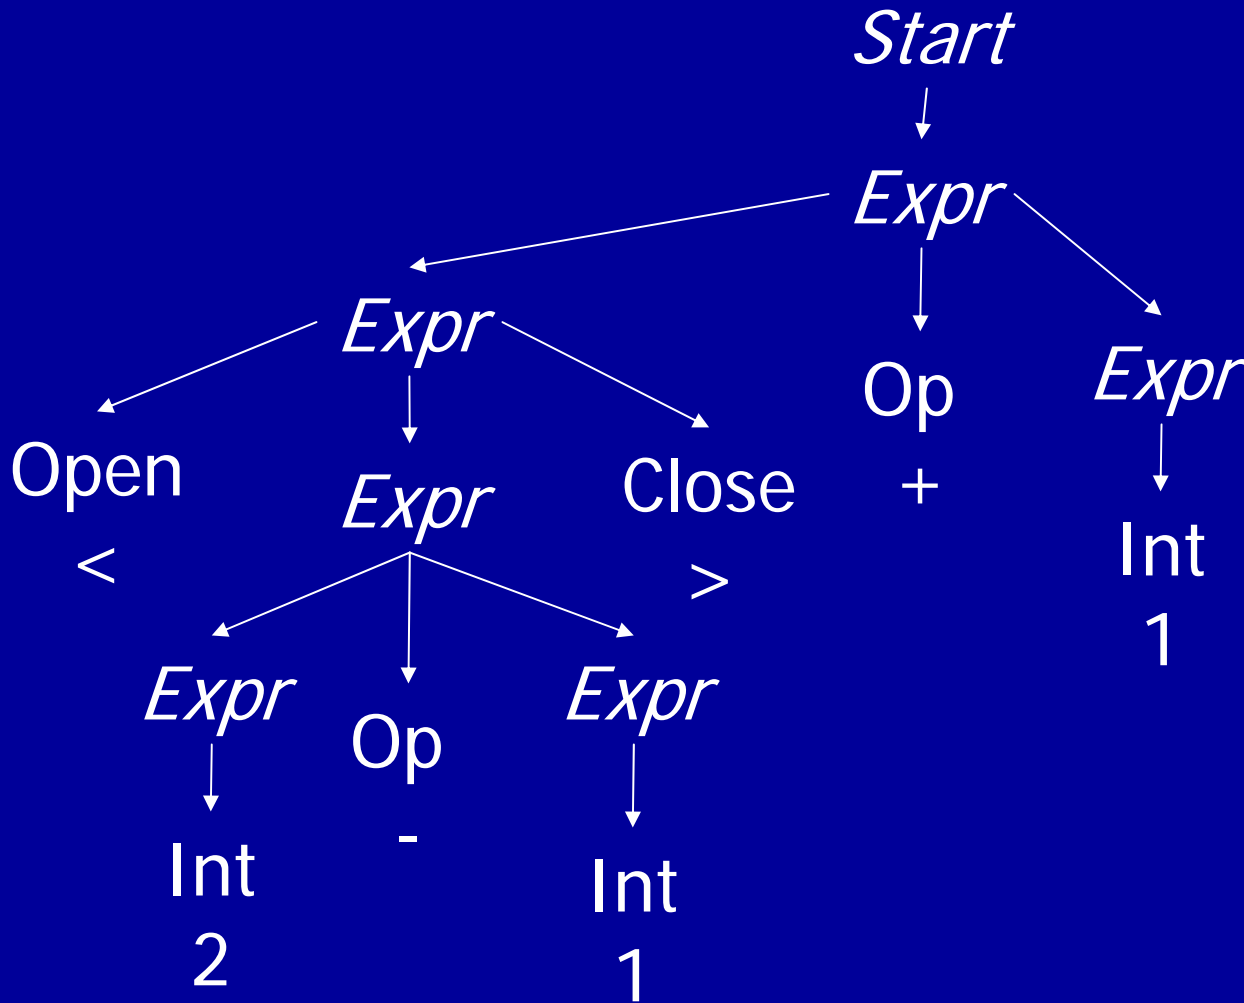 Start
Expr
Expr
Op
+
Expr
Int
1
Open
<
Expr
Close
>
Expr
Int
2
Op
-
Expr
Int
1